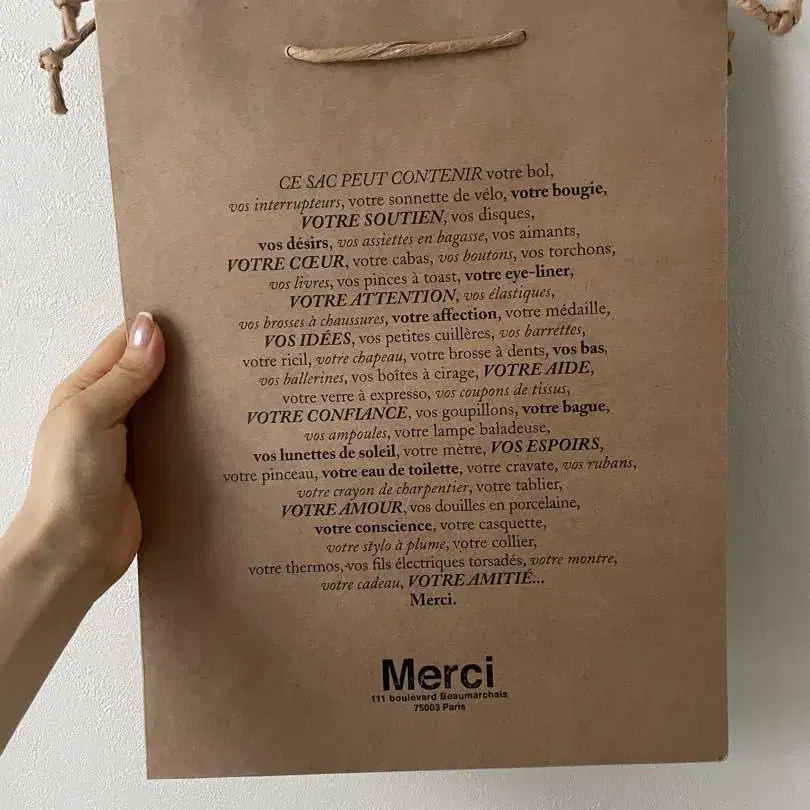 CE SAC PEUT CONTENIR votre bol,
vos interrupteurs, votre sonnette de vélo, votre bougie,
VOTRE SOUTIEN, vos disques,
vos désirs, vos assiettes en bagasse, vos aimants,
VOTRE CŒUR, votre cabas, vos boutons, vos torchons,
vos livres, vos pinces à toast, votre eye-liner,
VOTRE ATTENTION, vos élastiques,
vos brosses à chaussures, votre affection, votre médaille,
VOS IDÉES, vos petites cuillères, vos barrettes,
votre ricil, votre chapeau, votre brosse à dents, vos bas,
vos ballerines, vos boîtes à cirage, VOTRE AIDE,
votre verre à expresso, vos coupons de tissus,
VOTRE CONFIANCE, vos goupillons, votre bague,
vos ampoules, votre lampe baladeuse,
vos lunettes de soleil, votre mètre, VOS ESPOIRS,
votre pinceau, votre eau de toilette, votre cravate, vos rubans,
votre crayon de charpentier, votre tablier,
VOTRE AMOUR, vos douilles en porcelaine,
votre conscience, votre casquette,
votre stylo à plume, votre collier,
votre thermos, vos fils électriques torsadés, votre montre,
votre cadeau, VOTRE AMITIÉ...
Merci.
Merci
111 boulevard Beaumarchais
75003 Paris